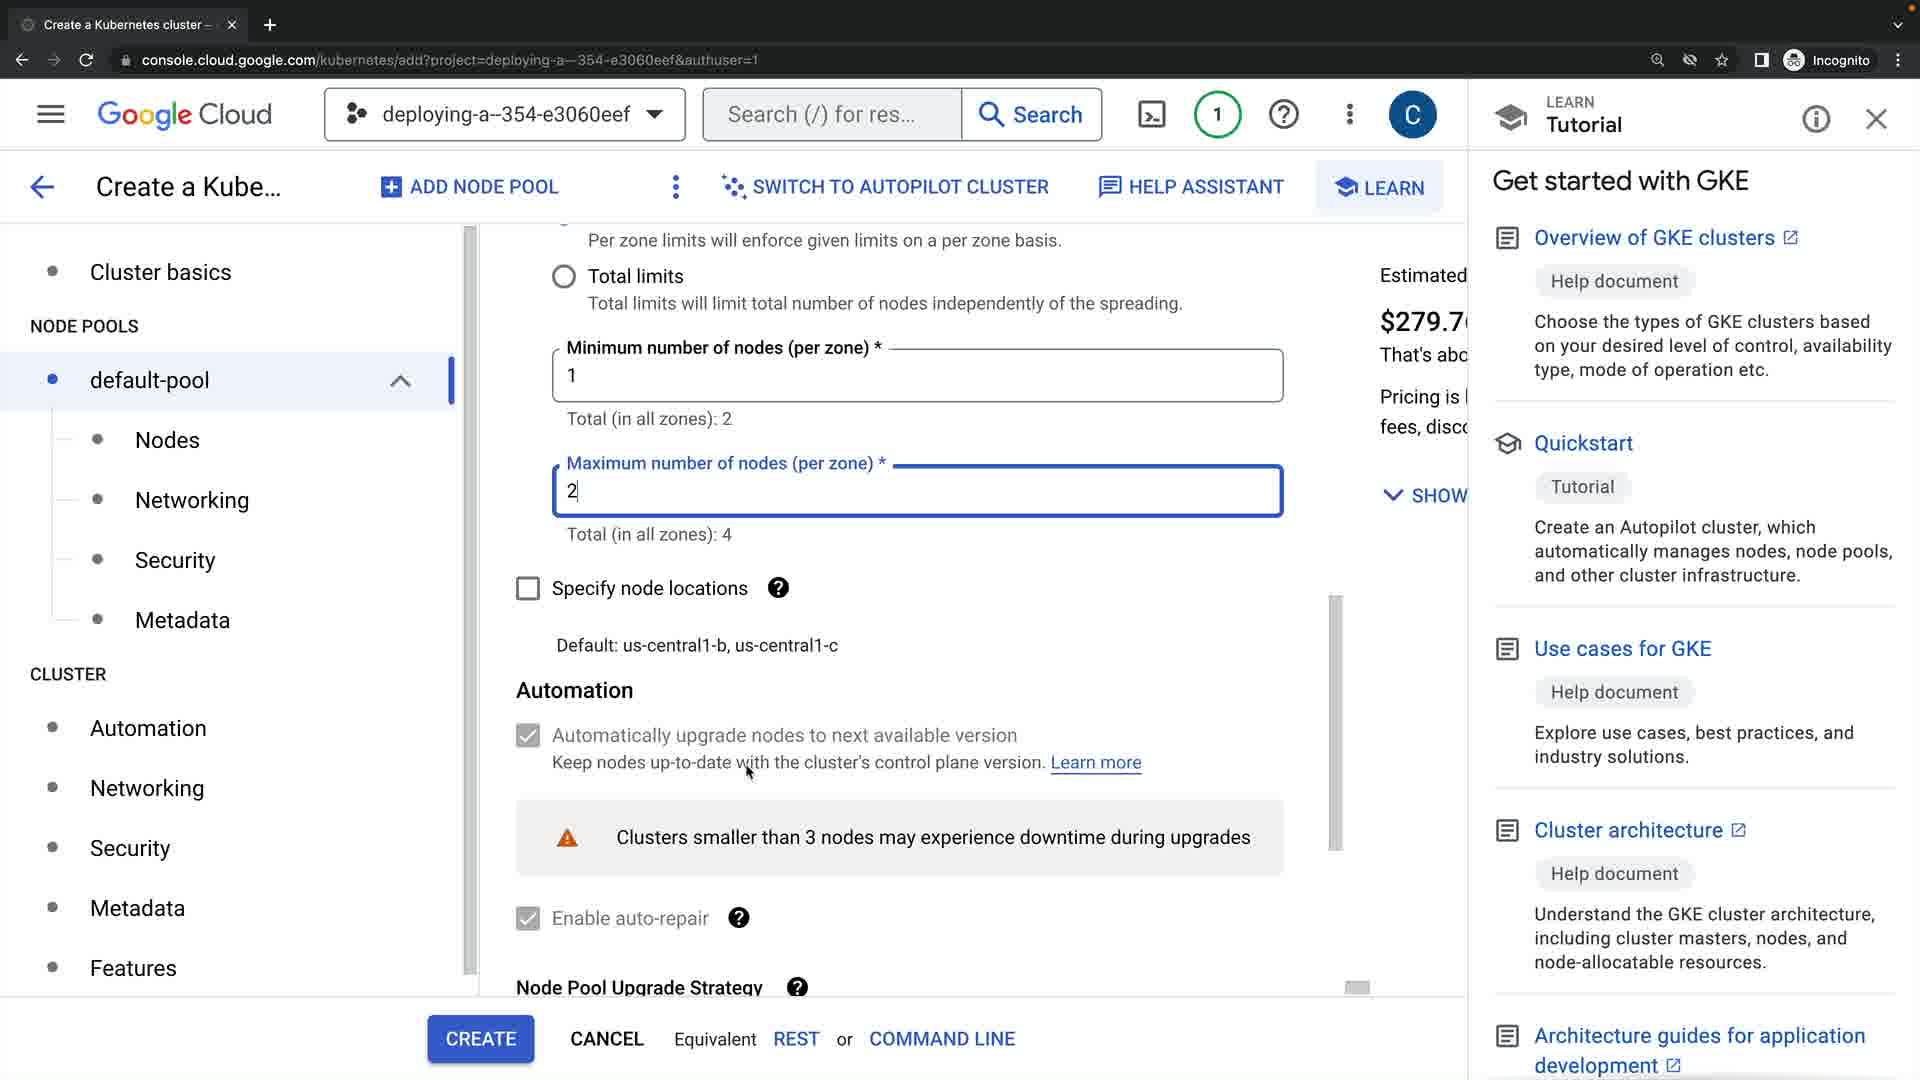 Create a Kubernetes cluster –
console.cloud.google.com/kubernetes/add?project=deploying-a--354-e3060eef&authuser=1
Incognito
Google Cloud
deploying-a--354-e3060eef
Search (/) for res...
Search
1
C
LEARN
Tutorial
Create a Kube...
ADD NODE POOL
SWITCH TO AUTOPILOT CLUSTER
HELP ASSISTANT
LEARN
Cluster basics
NODE POOLS
default-pool
Nodes
Networking
Security
Metadata
CLUSTER
Automation
Networking
Security
Metadata
Features
Per zone limits will enforce given limits on a per zone basis.
Total limits
Total limits will limit total number of nodes independently of the spreading.
Minimum number of nodes (per zone) *
1
Total (in all zones): 2
Maximum number of nodes (per zone) *
2
Total (in all zones): 4
Specify node locations
Default: us-central1-b, us-central1-c
Automation
Automatically upgrade nodes to next available version
Keep nodes up-to-date with the cluster's control plane version. Learn more
Clusters smaller than 3 nodes may experience downtime during upgrades
Enable auto-repair
Node Pool Upgrade Strategy
Estimated
$279.7
That's abo
Pricing is
fees, disc
SHOW
CREATE
CANCEL
Equivalent REST or COMMAND LINE
Get started with GKE
Overview of GKE clusters
Help document
Choose the types of GKE clusters based
on your desired level of control, availability
type, mode of operation etc.
Quickstart
Tutorial
Create an Autopilot cluster, which
automatically manages nodes, node pools,
and other cluster infrastructure.
Use cases for GKE
Help document
Explore use cases, best practices, and
industry solutions.
Cluster architecture
Help document
Understand the GKE cluster architecture,
including cluster masters, nodes, and
node-allocatable resources.
Architecture guides for application
development